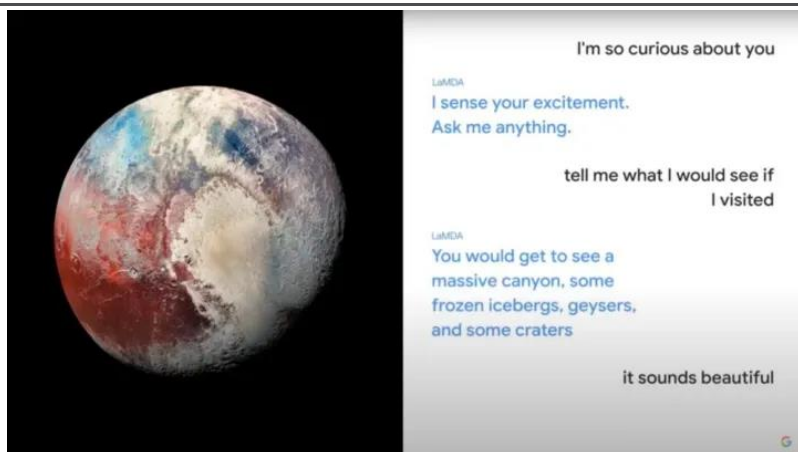 I'm so curious about you
LaMDA
I sense your excitement.
Ask me anything.
tell me what I would see if
I visited
LaMDA
You would get to see a
massive canyon, some
frozen icebergs, geysers,
and some craters
it sounds beautiful